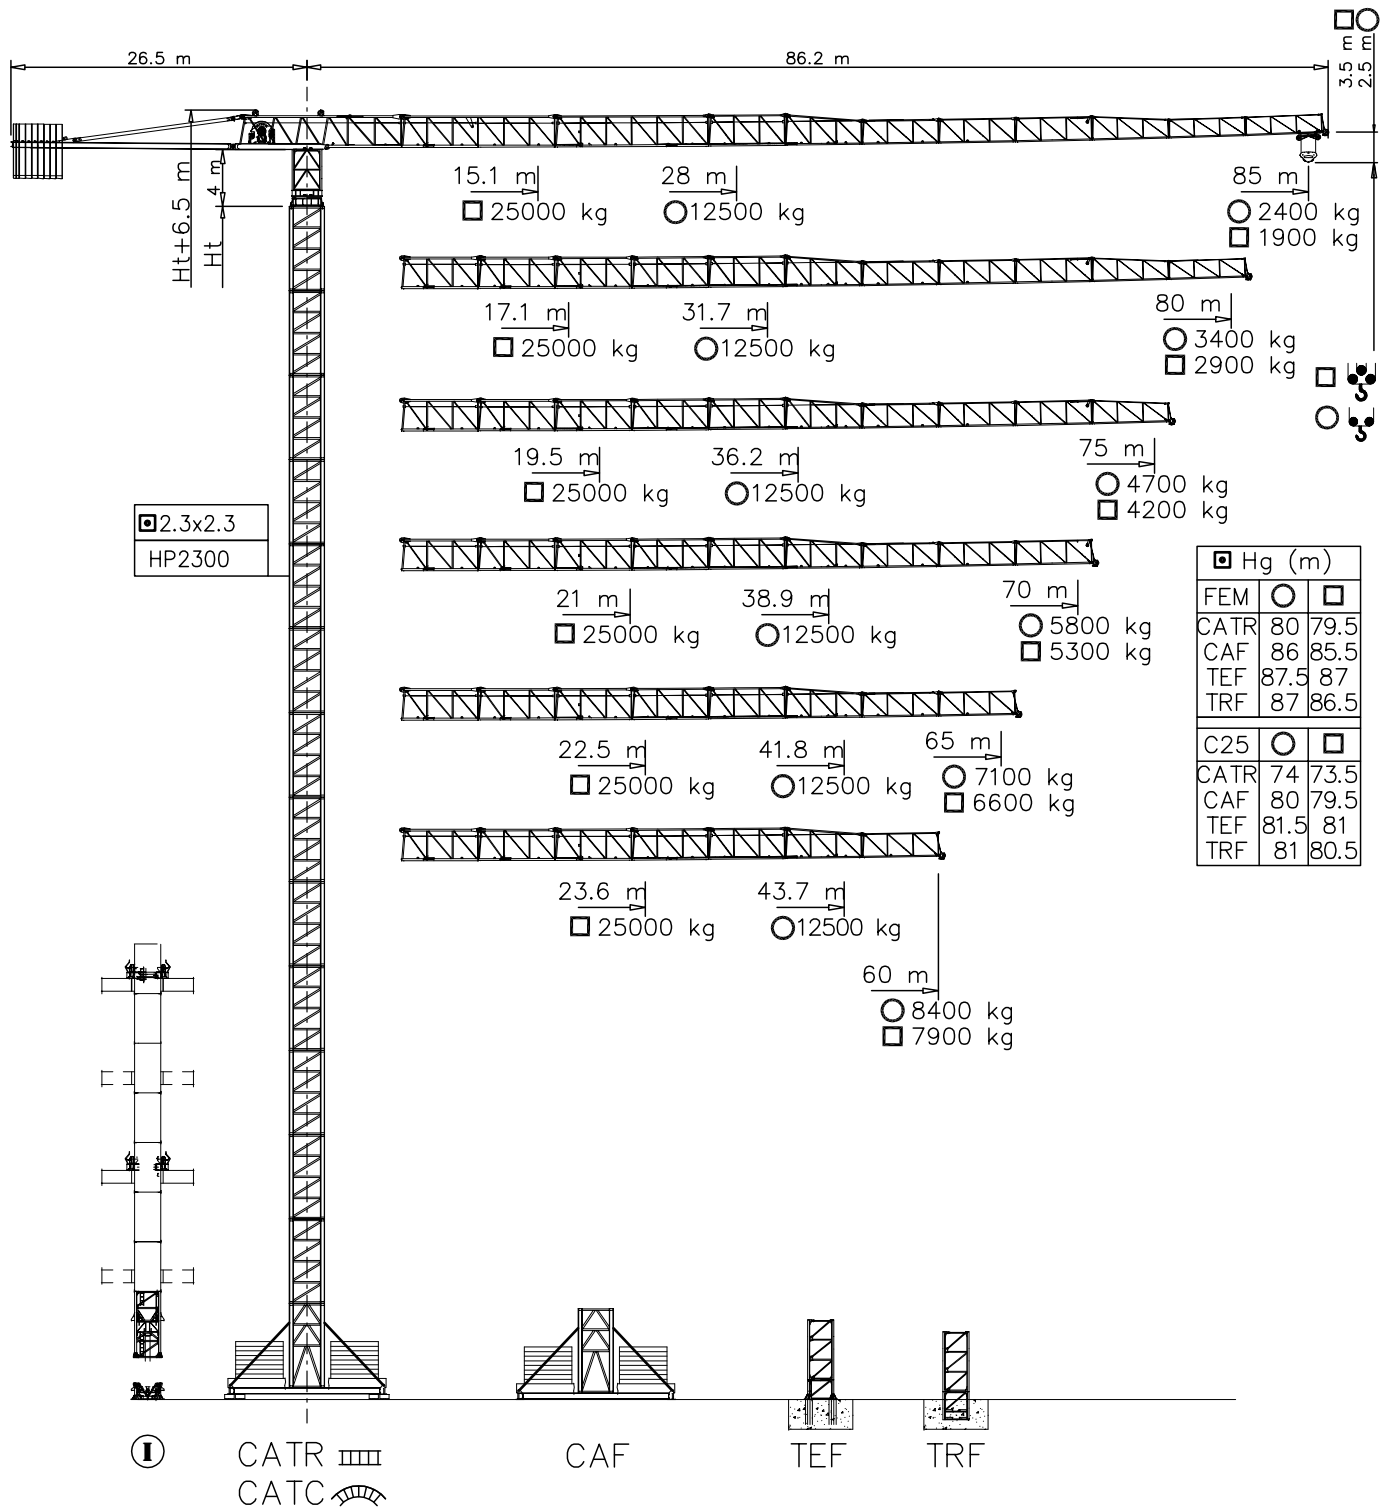 26.5 m
86.2 m
3.5 m
2.5 m
Ht+6.5 m
4 m
Ht
15.1 m
25000 kg
28 m
12500 kg
85 m
2400 kg
1900 kg
17.1 m
25000 kg
31.7 m
12500 kg
80 m
3400 kg
2900 kg
19.5 m
25000 kg
36.2 m
12500 kg
75 m
4700 kg
4200 kg
2.3x2.3
HP2300
21 m
25000 kg
38.9 m
12500 kg
70 m
5800 kg
5300 kg
Hg (m)
FEM
CATR 80 79.5
CAF 86 85.5
TEF 87.5 87
TRF 87 86.5
C25
CATR 74 73.5
CAF 80 79.5
TEF 81.5 81
TRF 81 80.5
22.5 m
25000 kg
41.8 m
12500 kg
65 m
7100 kg
6600 kg
23.6 m
25000 kg
43.7 m
12500 kg
60 m
8400 kg
7900 kg
I
CATR
CATC
CAF
TEF
TRF